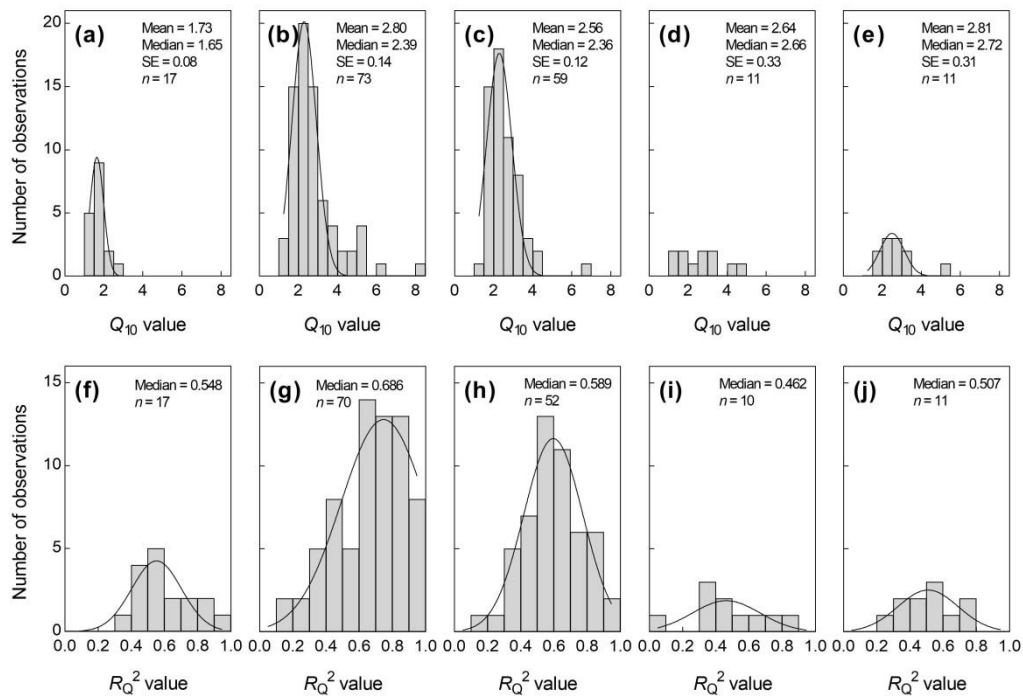 (a)
Mean = 1.73
Median = 1.65
SE = 0.08
n = 17
(b)
Mean = 2.80
Median = 2.39
SE = 0.14
n = 73
(c)
Mean = 2.56
Median = 2.36
SE = 0.12
n = 59
(d)
Mean = 2.64
Median = 2.66
SE = 0.33
n = 11
(e)
Mean = 2.81
Median = 2.72
SE = 0.31
n = 11
Number of observations
20
15
10
5
0
0 2 4 6 8
0 2 4 6 8
0 2 4 6 8
0 2 4 6 8
0 2 4 6 8
Q10 value
Q10 value
Q10 value
Q10 value
Q10 value
(f)
Median = 0.548
n = 17
(g)
Median = 0.686
n = 70
(h)
Median = 0.589
n = 52
(i)
Median = 0.462
n = 10
(j)
Median = 0.507
n = 11
Number of observations
15
10
5
0
0.0 0.2 0.4 0.6 0.8 1.0
0.0 0.2 0.4 0.6 0.8 1.0
0.0 0.2 0.4 0.6 0.8 1.0
0.0 0.2 0.4 0.6 0.8 1.0
0.0 0.2 0.4 0.6 0.8 1.0
RQ² value
RQ² value
RQ² value
RQ² value
RQ² value